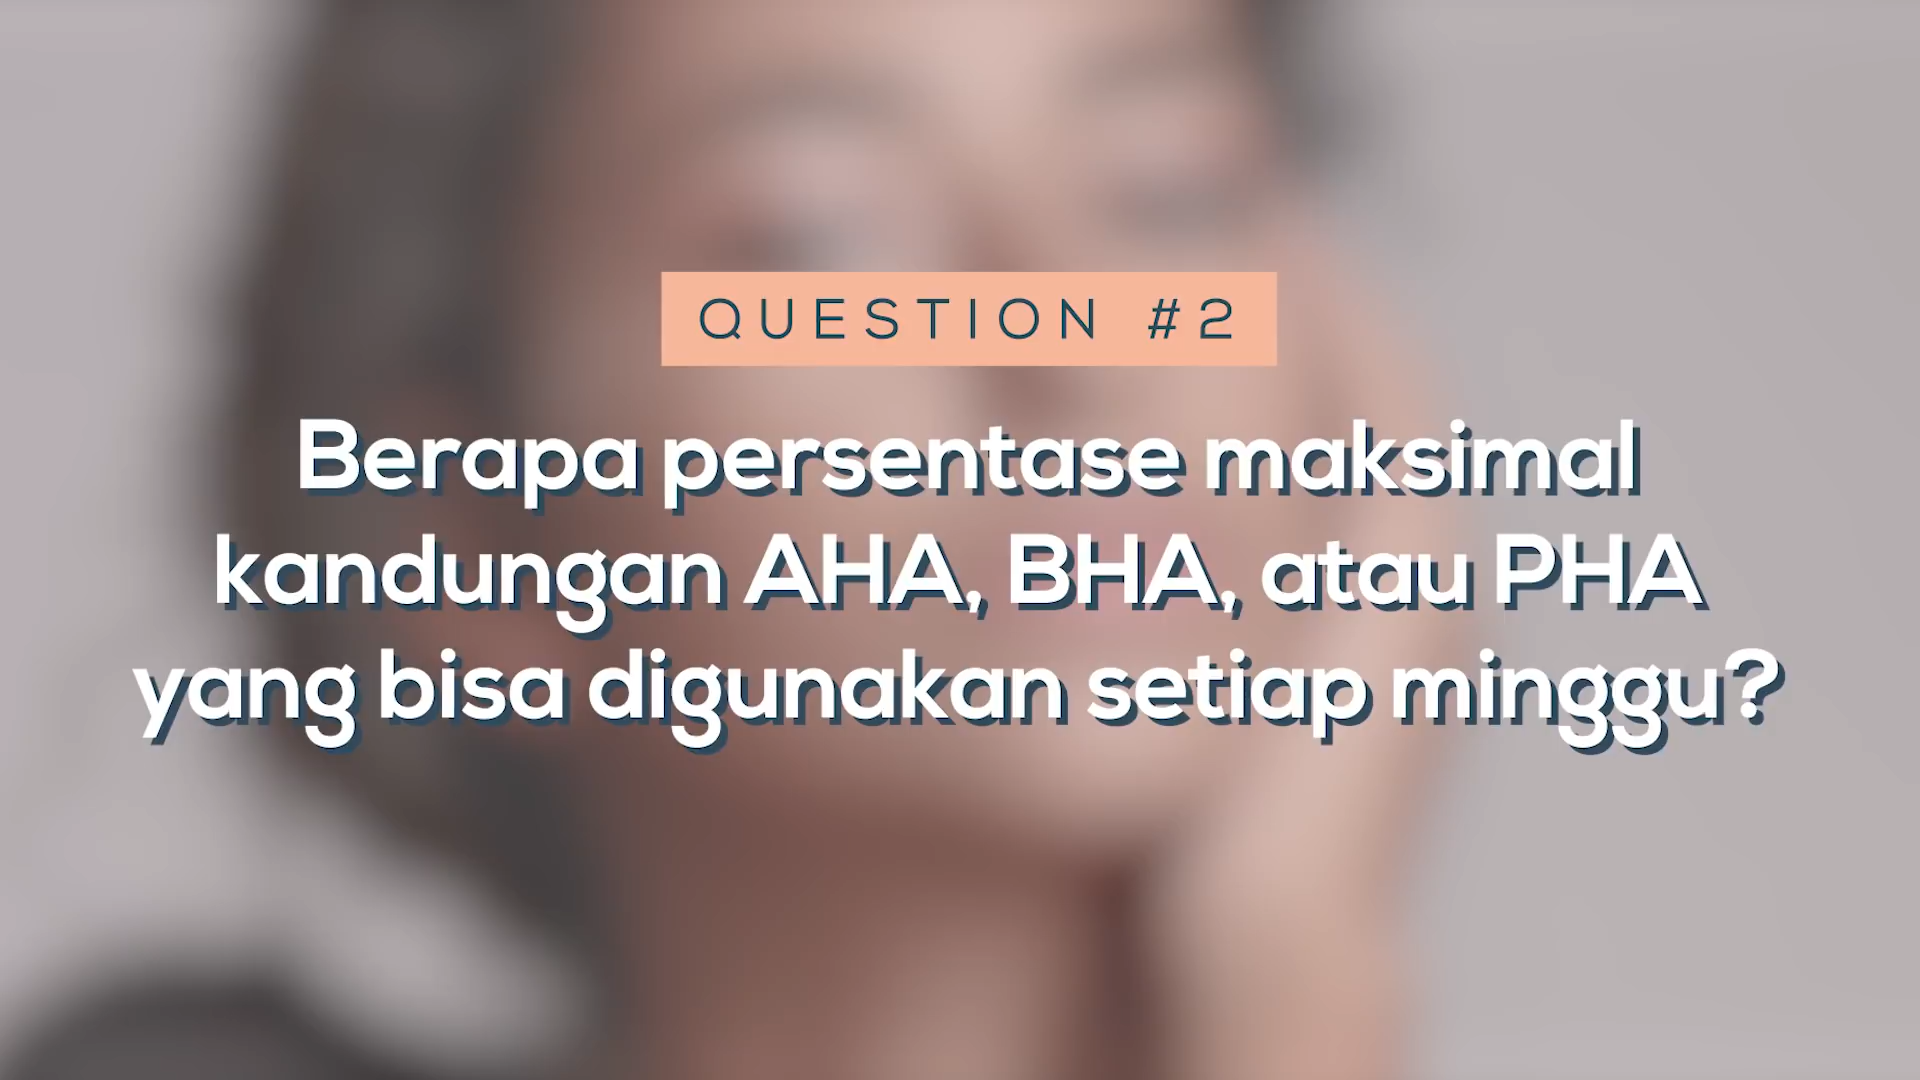 QUESTION #2
Berapa persentase maksimal
kandungan AHA, BHA, atau PHA
yang bisa digunakan setiap minggu?